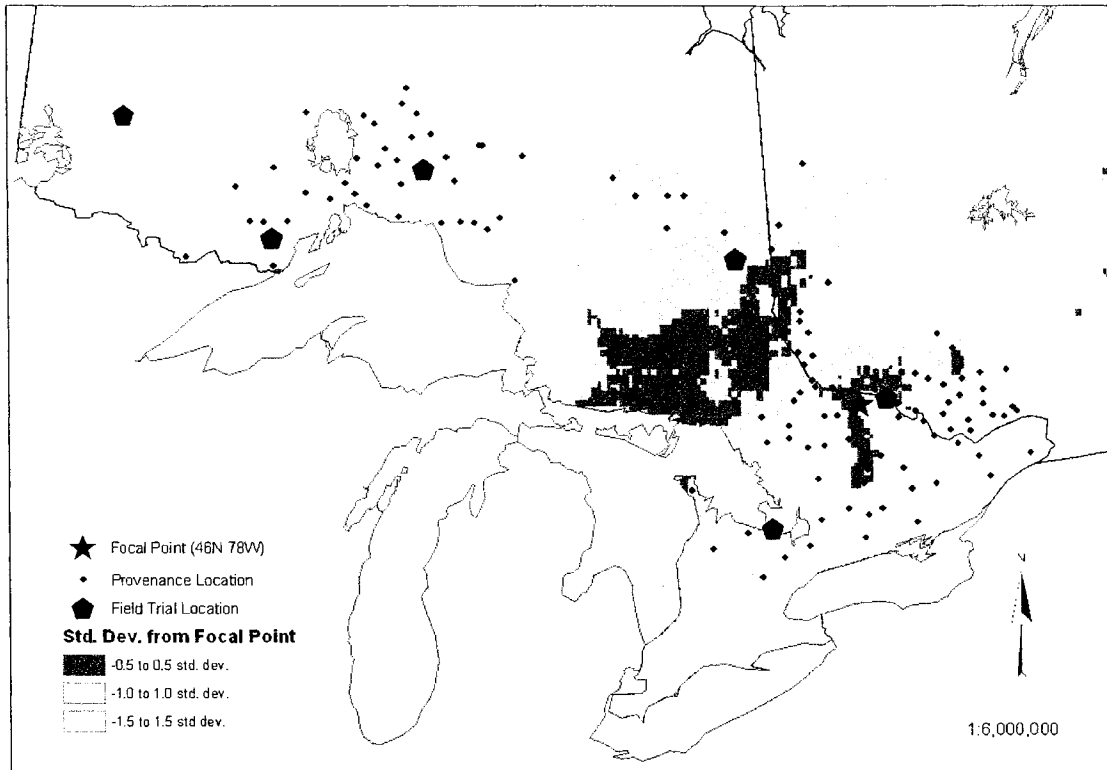 Focal Point (46N 78W)
Provenance Location
Field Trial Location
Std. Dev. from Focal Point
-0.5 to 0.5 std. dev.
-1.0 to 1.0 std. dev.
-1.5 to 1.5 std dev.
N
1:6,000,000